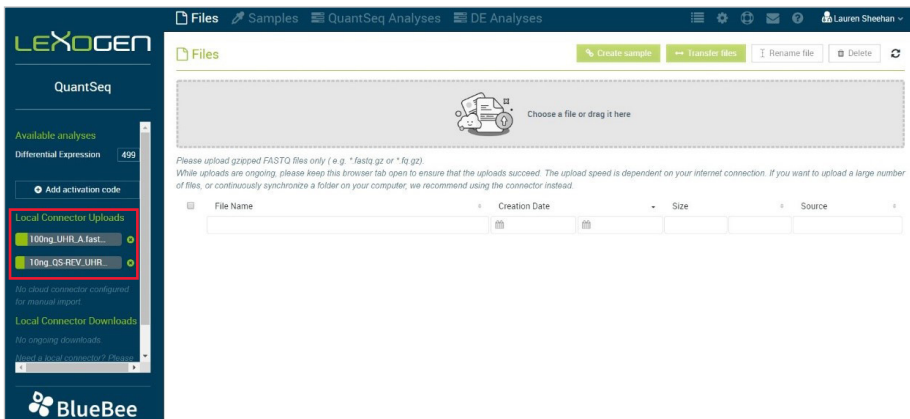 Files Samples QuantSeq Analyses DE Analyses Lauren Sheehan
LEXOGEN
QuantSeq
Available analyses
Differential Expression 499
Add activation code
Local Connector Uploads
100ng_UHR_A.fast...
10ng_QS-REV_UHR...
No cloud connector configured
for manual import
Local Connector Downloads
No ongoing downloads.
Need a local connector? Please
BlueBee
Files
Create sample Transfer files Rename file Delete
Choose a file or drag it here
Please upload gzipped FASTQ files only ( e.g. *.fastq.gz or *.fq.gz).
While uploads are ongoing, please keep this browser tab open to ensure that the uploads succeed. The upload speed is dependent on your internet connection. If you want to upload a large number
of files, or continuously synchronize a folder on your computer, we recommend using the connector instead.
File Name Creation Date Size Source